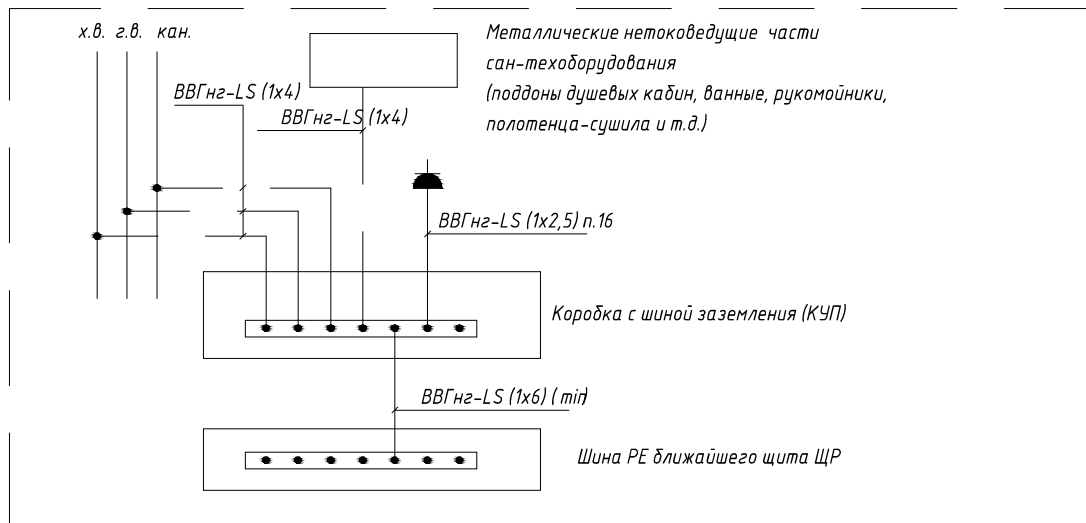 х.в. г.в. кан.
Металлические нетоковедущие части
сан-техоборудования
(поддоны душевых кабин, ванные, рукомойники,
полотенца-сушила и т.д.)
ВВГнг-LS (1х4)
ВВГнг-LS (1х4)
ВВГнг-LS (1х2,5) п.16
Коробка с шиной заземления (КУП)
ВВГнг-LS (1х6) ( min)
Шина РЕ ближайшего щита ЩР